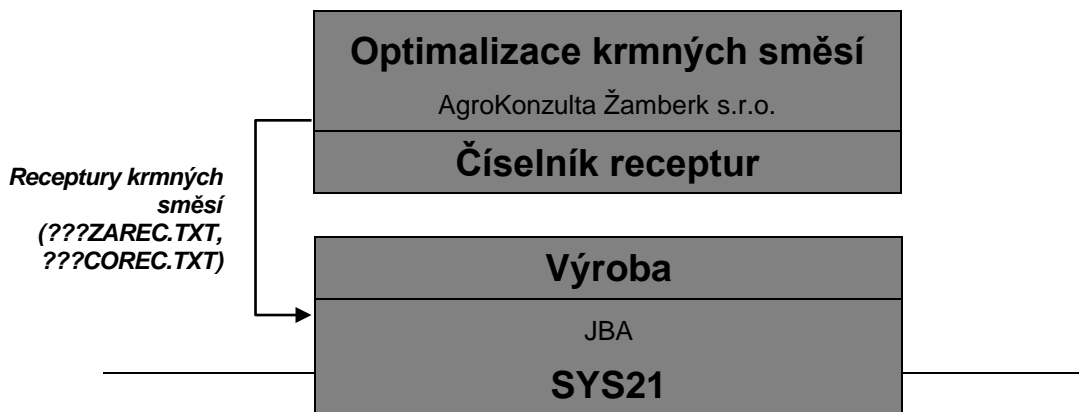 Optimalizace krmných směsí
AgroKonzulta Žamberk s.r.o.
Číselník receptur
Receptury krmných
směsí
(???ZAREC.TXT,
???COREC.TXT)
Výroba
JBA
SYS21